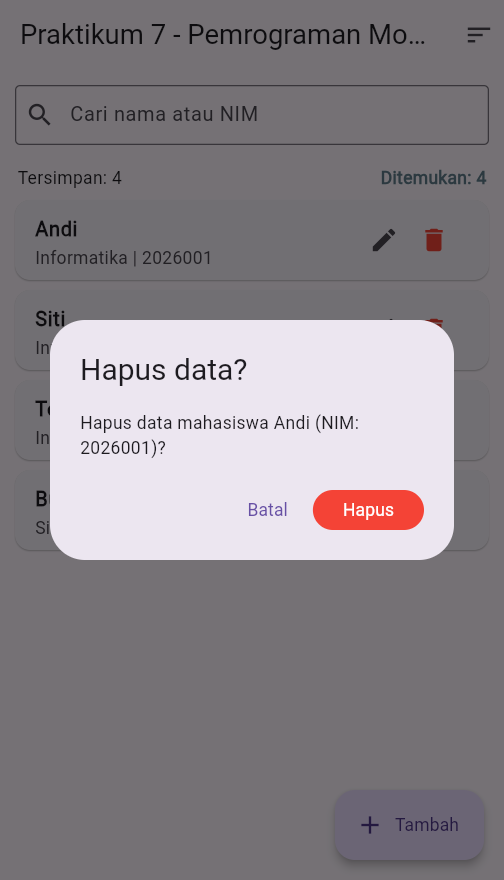 Praktikum 7 - Pemrograman Mo...
Cari nama atau NIM
Tersimpan: 4
Ditemukan: 4
Andi
Informatika | 2026001
Siti
Hapus data?
Hapus data mahasiswa Andi (NIM:
2026001)?
Batal
Hapus
Tambah